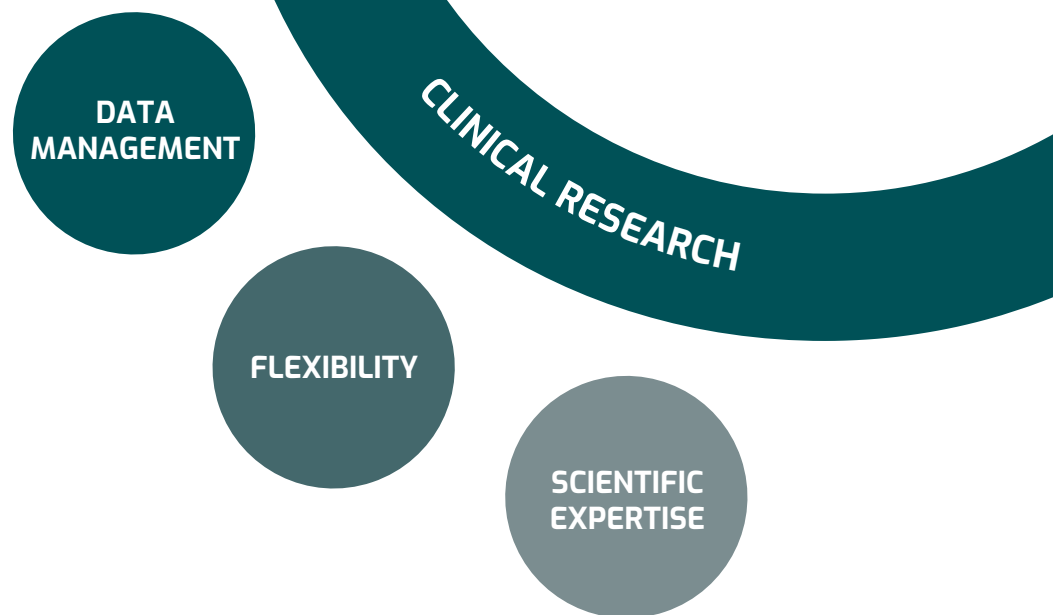 DATA
MANAGEMENT
CLINICAL RESEARCH
FLEXIBILITY
SCIENTIFIC
EXPERTISE